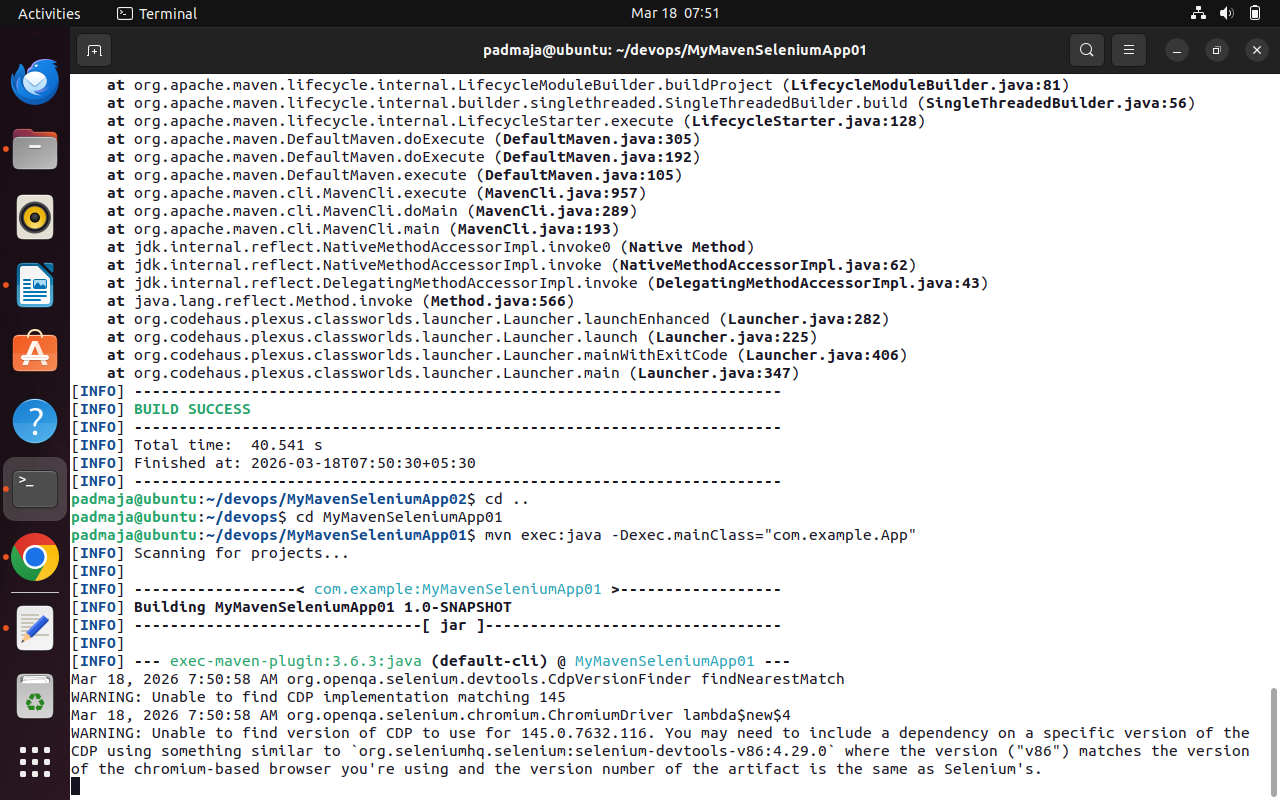 Activities
Terminal
Mar 18 07:51
padmaja@ubuntu: ~/devops/MyMavenSeleniumApp01
at org.apache.maven.lifecycle.internal.LifecycleModuleBuilder.buildProject (LifecycleModuleBuilder.java:81)
at org.apache.maven.lifecycle.internal.builder.singlethreaded.SingleThreadedBuilder.build (SingleThreadedBuilder.java:56)
at org.apache.maven.lifecycle.internal.LifecycleStarter.execute (LifecycleStarter.java:128)
at org.apache.maven.DefaultMaven.doExecute (DefaultMaven.java:305)
at org.apache.maven.DefaultMaven.doExecute (DefaultMaven.java:192)
at org.apache.maven.DefaultMaven.execute (DefaultMaven.java:105)
at org.apache.maven.cli.MavenCli.execute (MavenCli.java:957)
at org.apache.maven.cli.MavenCli.doMain (MavenCli.java:289)
at org.apache.maven.cli.MavenCli.main (MavenCli.java:193)
at jdk.internal.reflect.NativeMethodAccessorImpl.invoke0 (Native Method)
at jdk.internal.reflect.NativeMethodAccessorImpl.invoke (NativeMethodAccessorImpl.java:62)
at jdk.internal.reflect.DelegatingMethodAccessorImpl.invoke (DelegatingMethodAccessorImpl.java:43)
at java.lang.reflect.Method.invoke (Method.java:566)
at org.codehaus.plexus.classworlds.launcher.Launcher.launchEnhanced (Launcher.java:282)
at org.codehaus.plexus.classworlds.launcher.Launcher.launch (Launcher.java:225)
at org.codehaus.plexus.classworlds.launcher.Launcher.mainWithExitCode (Launcher.java:406)
at org.codehaus.plexus.classworlds.launcher.Launcher.main (Launcher.java:347)
[INFO] ------------------------------------------------------------------------
[INFO] BUILD SUCCESS
[INFO] ------------------------------------------------------------------------
[INFO] Total time:  40.541 s
[INFO] Finished at: 2026-03-18T07:50:30+05:30
[INFO] ------------------------------------------------------------------------
padmaja@ubuntu:~/devops/MyMavenSeleniumApp02$ cd ..
padmaja@ubuntu:~/devops$ cd MyMavenSeleniumApp01
padmaja@ubuntu:~/devops/MyMavenSeleniumApp01$ mvn exec:java -Dexec.mainClass="com.example.App"
[INFO] Scanning for projects...
[INFO]
[INFO] ------------------< com.example:MyMavenSeleniumApp01 >------------------
[INFO] Building MyMavenSeleniumApp01 1.0-SNAPSHOT
[INFO] --------------------------------[ jar ]---------------------------------
[INFO]
[INFO] --- exec-maven-plugin:3.6.3:java (default-cli) @ MyMavenSeleniumApp01 ---
Mar 18, 2026 7:50:58 AM org.openqa.selenium.devtools.CdpVersionFinder findNearestMatch
WARNING: Unable to find CDP implementation matching 145
Mar 18, 2026 7:50:58 AM org.openqa.selenium.chromium.ChromiumDriver lambda$new$4
WARNING: Unable to find version of CDP to use for 145.0.7632.116. You may need to include a dependency on a specific version of the
CDP using something similar to `org.seleniumhq.selenium:selenium-devtools-v86:4.29.0` where the version ("v86") matches the version
of the chromium-based browser you're using and the version number of the artifact is the same as Selenium's.